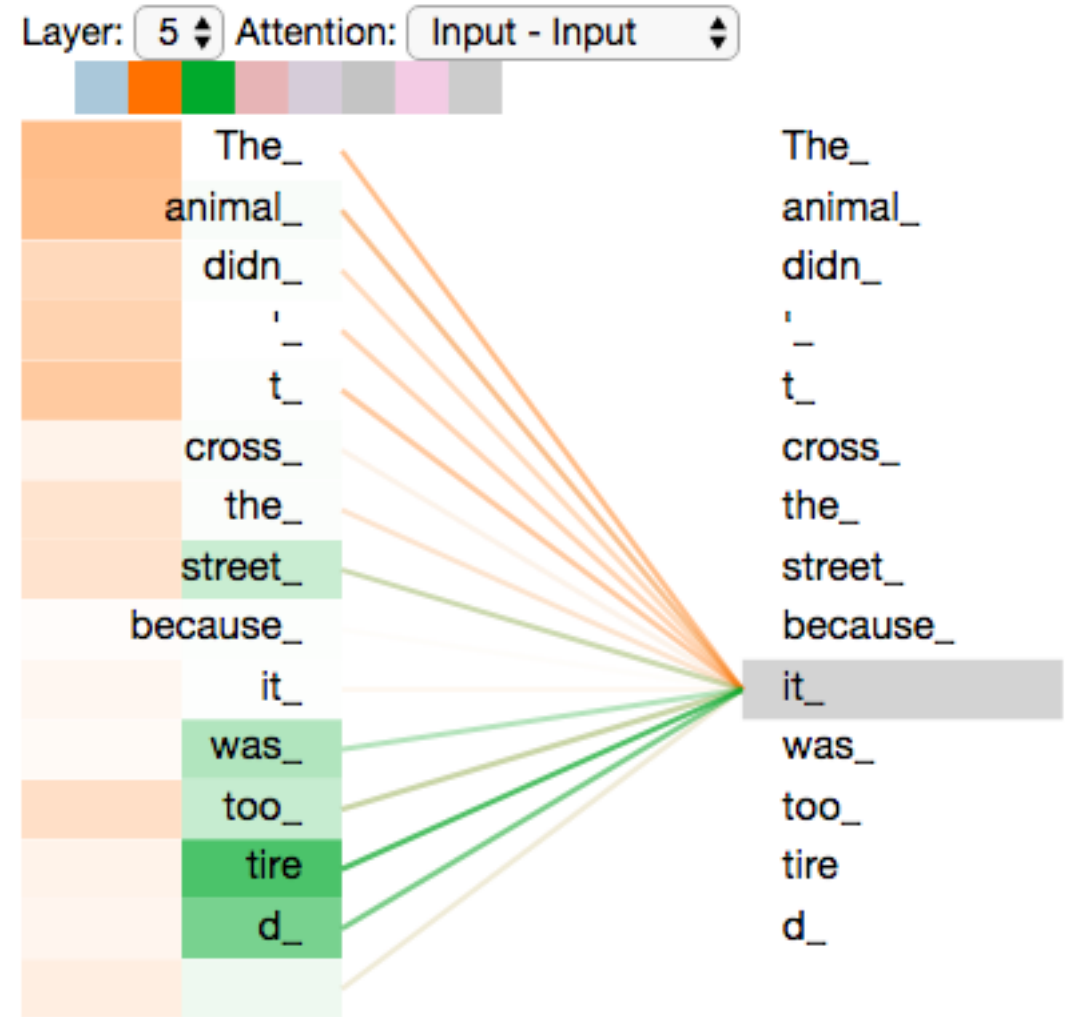 Layer: 5 Attention: Input - Input
The_ The_
animal_ animal_
didn_ didn_
'_ '_
t_ t_
cross_ cross_
the_ the_
street_ street_
because_ because_
it_ it_
was_ was_
too_ too_
tire tire
d_ d_